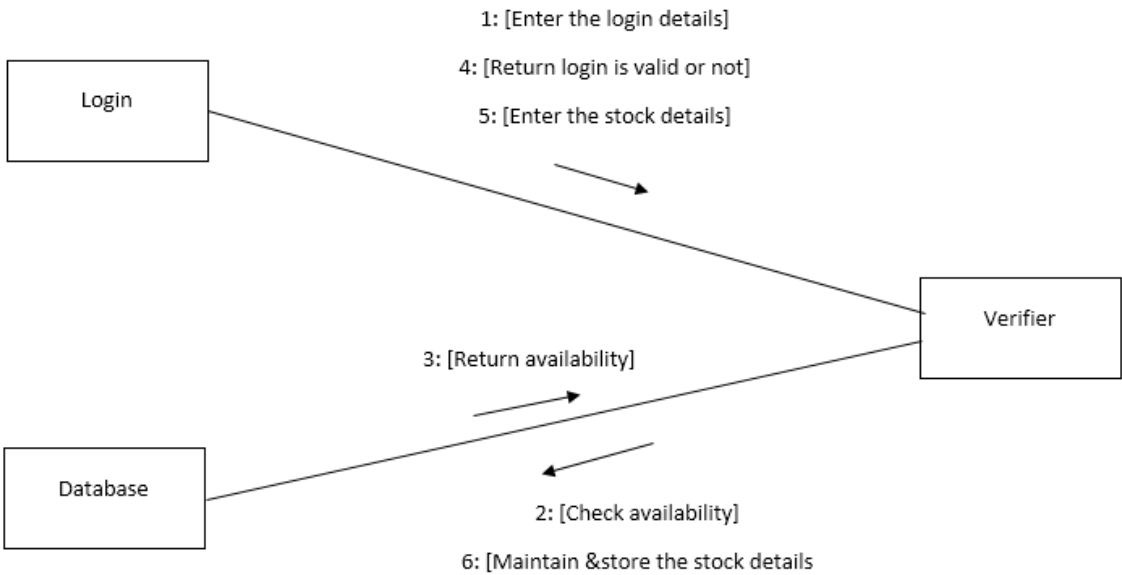 1: [Enter the login details]
4: [Return login is valid or not]
5: [Enter the stock details]
Login
Verifier
3: [Return availability]
Database
2: [Check availability]
6: [Maintain &store the stock details